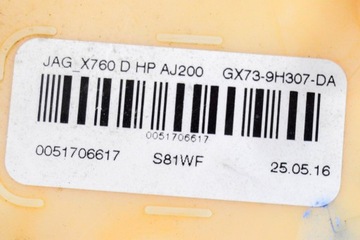 JAG_X760 D HP AJ200 GX73-9H307-DA
0051706617
0051706617 S81WF 25.05.16